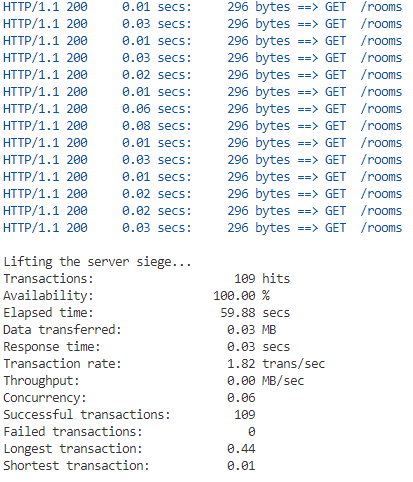 HTTP/1.1 200     0.01 secs:     296 bytes ==> GET  /rooms
HTTP/1.1 200     0.03 secs:     296 bytes ==> GET  /rooms
HTTP/1.1 200     0.01 secs:     296 bytes ==> GET  /rooms
HTTP/1.1 200     0.03 secs:     296 bytes ==> GET  /rooms
HTTP/1.1 200     0.02 secs:     296 bytes ==> GET  /rooms
HTTP/1.1 200     0.01 secs:     296 bytes ==> GET  /rooms
HTTP/1.1 200     0.06 secs:     296 bytes ==> GET  /rooms
HTTP/1.1 200     0.08 secs:     296 bytes ==> GET  /rooms
HTTP/1.1 200     0.01 secs:     296 bytes ==> GET  /rooms
HTTP/1.1 200     0.03 secs:     296 bytes ==> GET  /rooms
HTTP/1.1 200     0.01 secs:     296 bytes ==> GET  /rooms
HTTP/1.1 200     0.02 secs:     296 bytes ==> GET  /rooms
HTTP/1.1 200     0.02 secs:     296 bytes ==> GET  /rooms
HTTP/1.1 200     0.03 secs:     296 bytes ==> GET  /rooms

Lifting the server siege...
Transactions:                    109 hits
Availability:                 100.00 %
Elapsed time:                  59.88 secs
Data transferred:               0.03 MB
Response time:                  0.03 secs
Transaction rate:               1.82 trans/sec
Throughput:                     0.00 MB/sec
Concurrency:                    0.06
Successful transactions:         109
Failed transactions:               0
Longest transaction:            0.44
Shortest transaction:           0.01